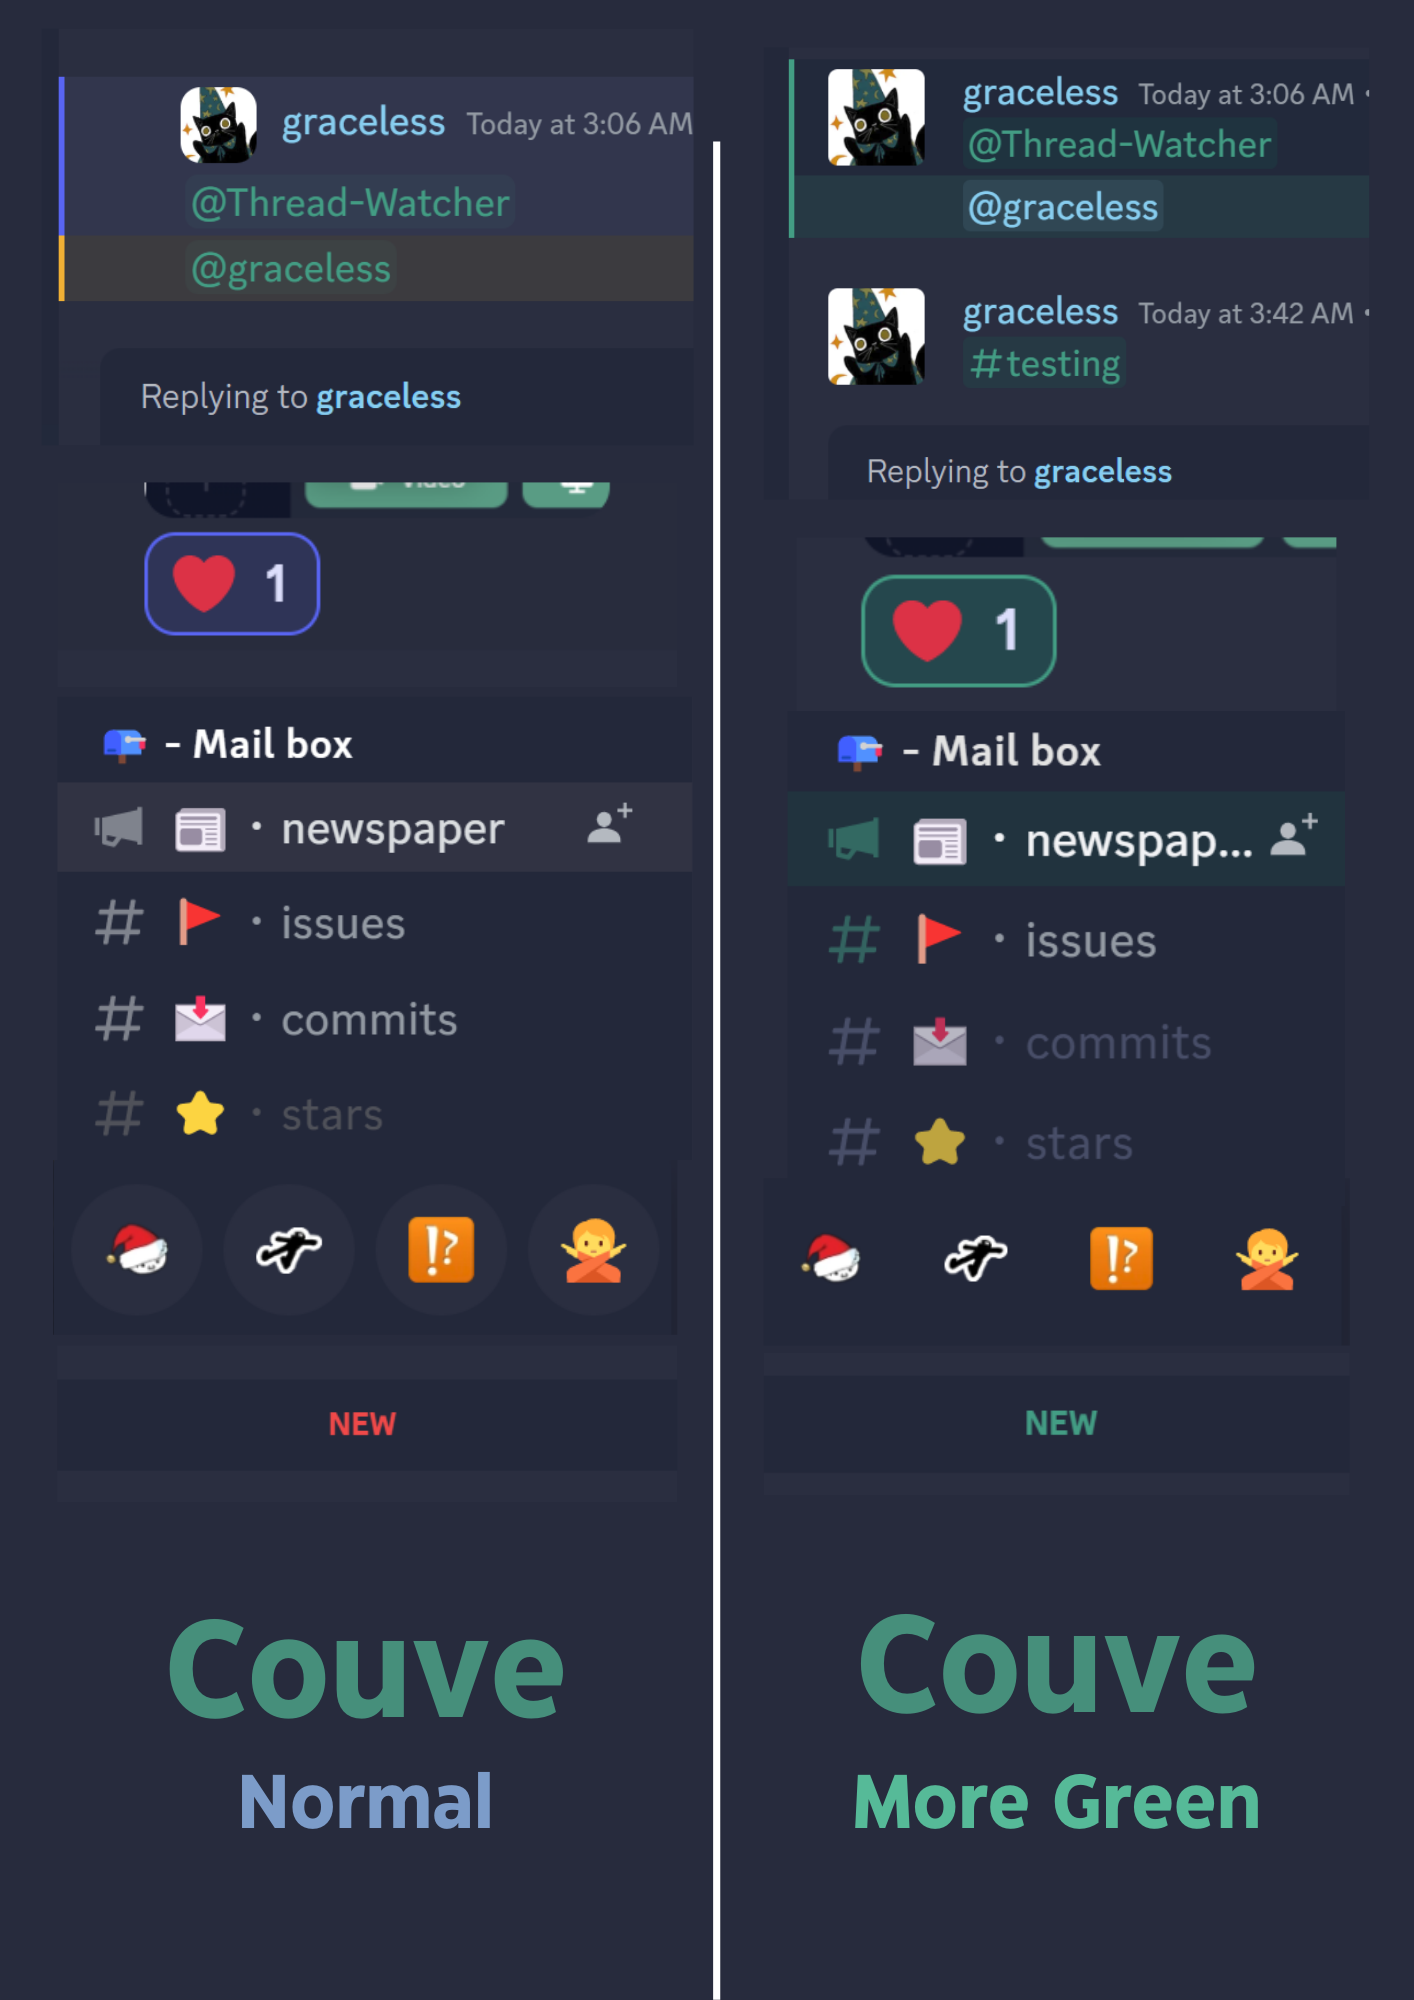 graceless Today at 3:06 AM
@Thread-Watcher
@graceless
Replying to graceless
Video
1
- Mail box
· newspaper
# · issues
# · commits
# · stars
NEW
Couve
Normal
graceless Today at 3:06 AM •
@Thread-Watcher
@graceless
graceless Today at 3:42 AM •
#testing
Replying to graceless
1
- Mail box
· newspap...
# · issues
# · commits
# · stars
NEW
Couve
More Green